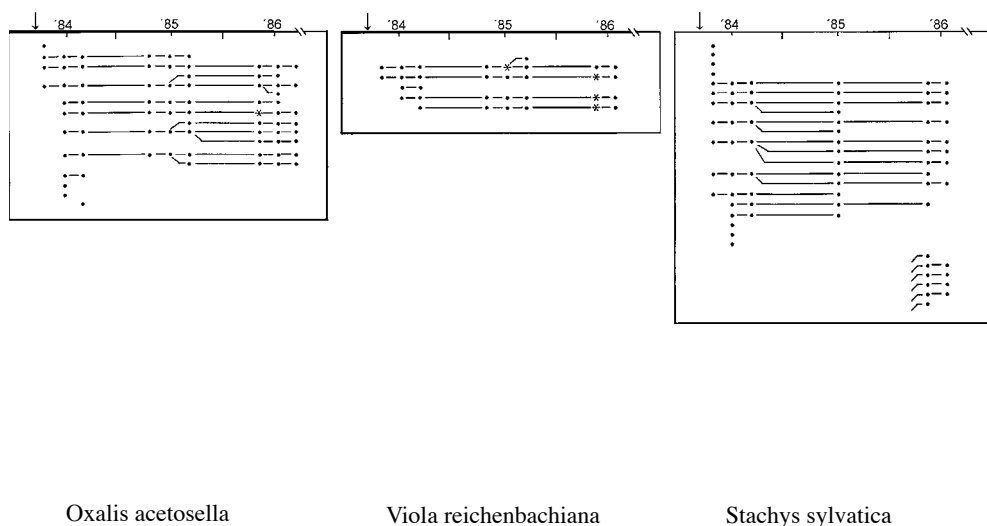 '84 '85 '86 '84 '85 '86 '84 '85 '86
Oxalis acetosella Viola reichenbachiana Stachys sylvatica